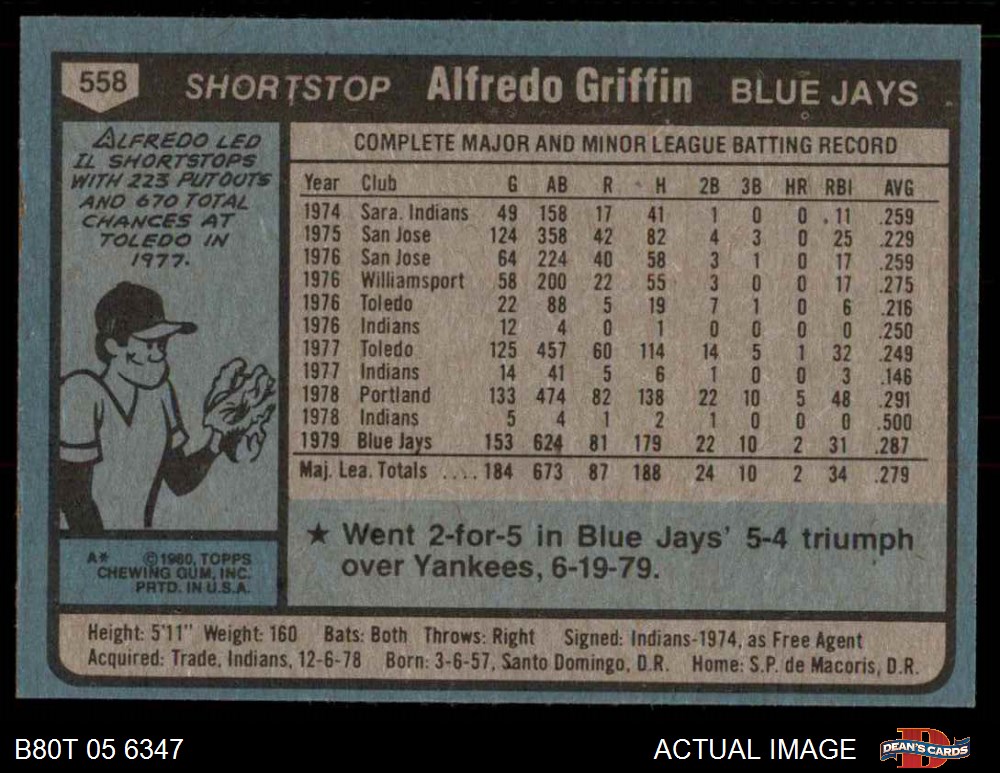 558 SHORTSTOP Alfredo Griffin BLUE JAYS
ALFREDO LED
IL SHORTSTOPS
WITH 223 PUTOUTS
AND 670 TOTAL
CHANCES AT
TOLEDO IN
1977.
COMPLETE MAJOR AND MINOR LEAGUE BATTING RECORD
Year Club G AB R H 2B 3B HR RBI AVG
1974 Sara. Indians 49 158 17 41 1 0 0 11 .259
1975 San Jose 124 358 42 82 4 3 0 25 .229
1976 San Jose 64 224 40 58 3 1 0 17 .259
1976 Williamsport 58 200 22 55 3 0 0 17 .275
1976 Toledo 22 88 5 19 7 1 0 6 .216
1976 Indians 12 4 0 1 0 0 0 0 .250
1977 Toledo 125 457 60 114 14 5 1 32 .249
1977 Indians 14 41 5 6 1 0 0 3 .146
1978 Portland 133 474 82 138 22 10 5 48 .291
1978 Indians 5 4 1 2 1 0 0 0 .500
1979 Blue Jays 153 624 81 179 22 10 2 31 .287
Maj. Lea. Totals .... 184 673 87 188 24 10 2 34 .279
★ Went 2-for-5 in Blue Jays' 5-4 triumph
over Yankees, 6-19-79.
A* ©1980, TOPPS
CHEWING GUM, INC.
PRTD. IN U.S.A.
Height: 5'11" Weight: 160 Bats: Both Throws: Right Signed: Indians-1974, as Free Agent
Acquired: Trade, Indians, 12-6-78 Born: 3-6-57, Santo Domingo, D.R. Home: S.P. de Macoris, D.R.
B80T 05 6347 ACTUAL IMAGE DEAN'S CARDS